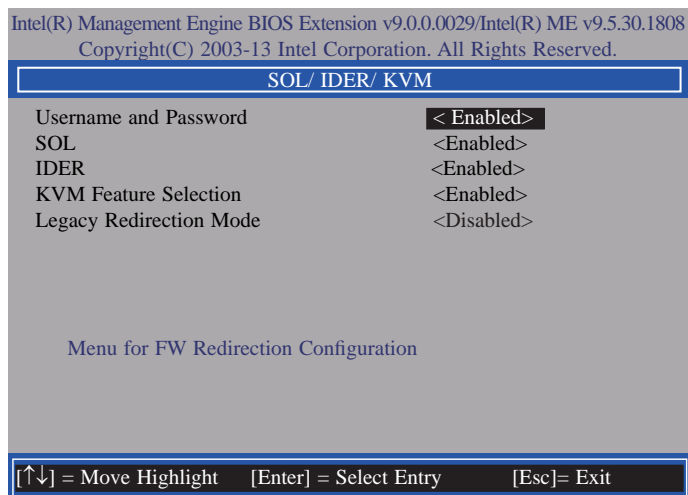 Intel(R) Management Engine BIOS Extension v9.0.0.0029/Intel(R) ME v9.5.30.1808
Copyright(C) 2003-13 Intel Corporation. All Rights Reserved.
SOL/ IDER/ KVM
Username and Password < Enabled>
SOL <Enabled>
IDER <Enabled>
KVM Feature Selection <Enabled>
Legacy Redirection Mode <Disabled>
Menu for FW Redirection Configuration
[↑↓] = Move Highlight [Enter] = Select Entry [Esc]= Exit